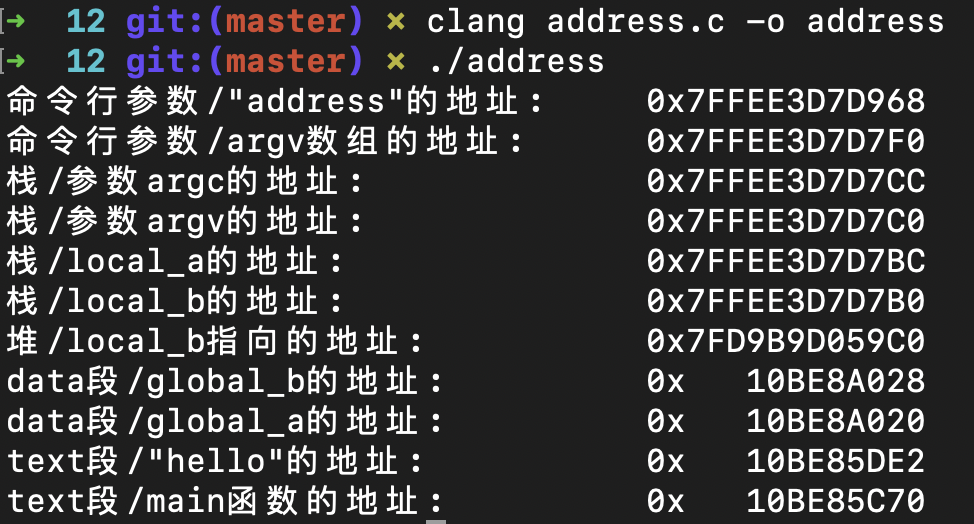 → 12 git:(master) × clang address.c -o address
→ 12 git:(master) × ./address
命令行参数/"address"的地址: 0x7FFEE3D7D968
命令行参数/argv数组的地址: 0x7FFEE3D7D7F0
栈/参数argc的地址: 0x7FFEE3D7D7CC
栈/参数argv的地址: 0x7FFEE3D7D7C0
栈/local_a的地址: 0x7FFEE3D7D7BC
栈/local_b的地址: 0x7FFEE3D7D7B0
堆/local_b指向的地址: 0x7FD9B9D059C0
data段/global_b的地址: 0x   10BE8A028
data段/global_a的地址: 0x   10BE8A020
text段/"hello"的地址: 0x   10BE85DE2
text段/main函数的地址: 0x   10BE85C70